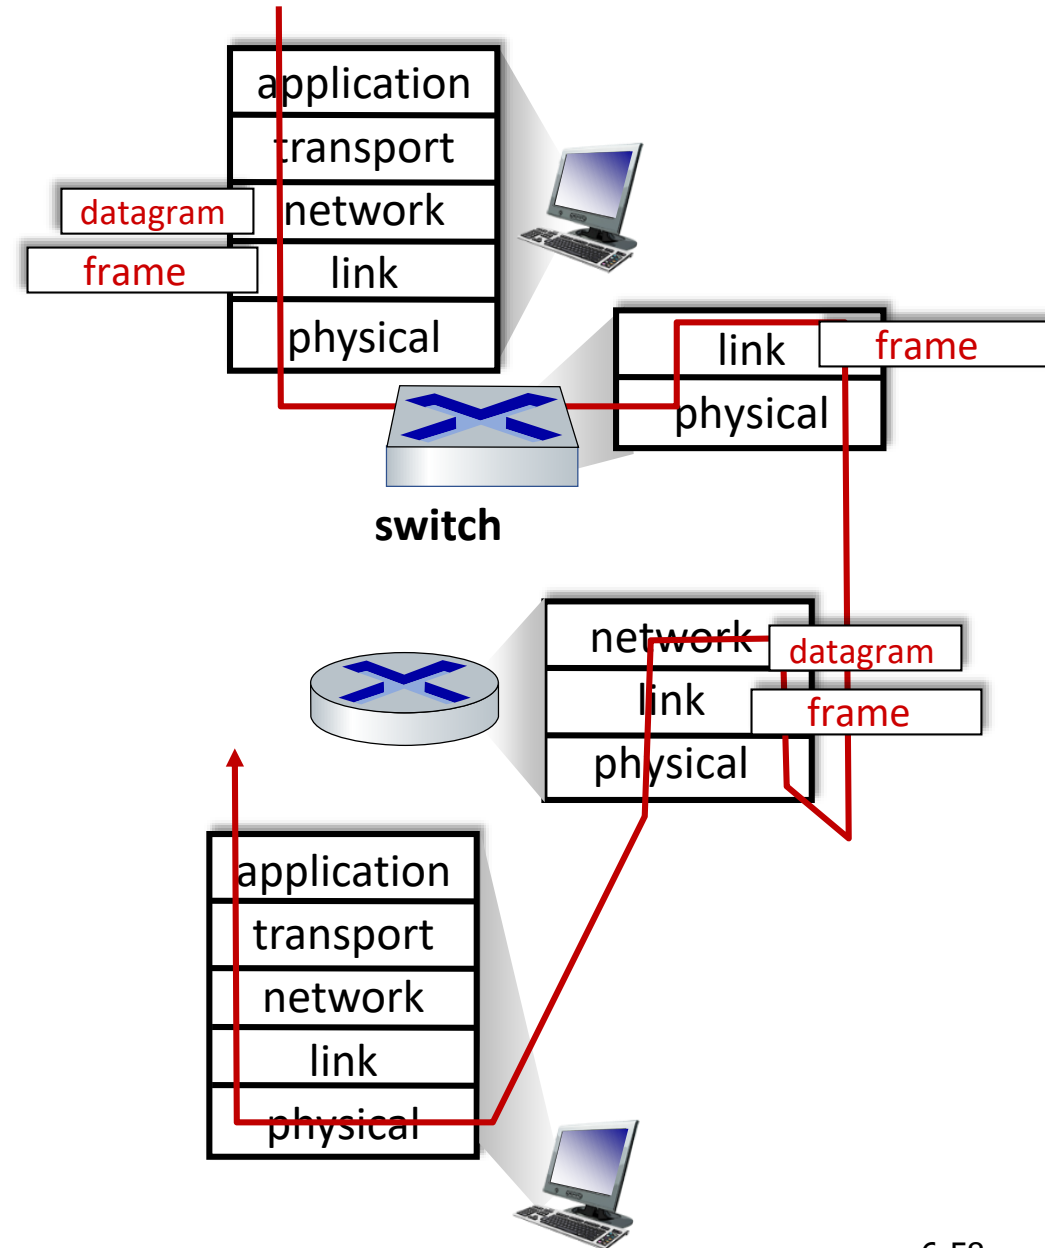 application
transport
datagram
network
frame
link
physical
link
frame
physical
switch
network
datagram
link
frame
physical
application
transport
network
link
physical